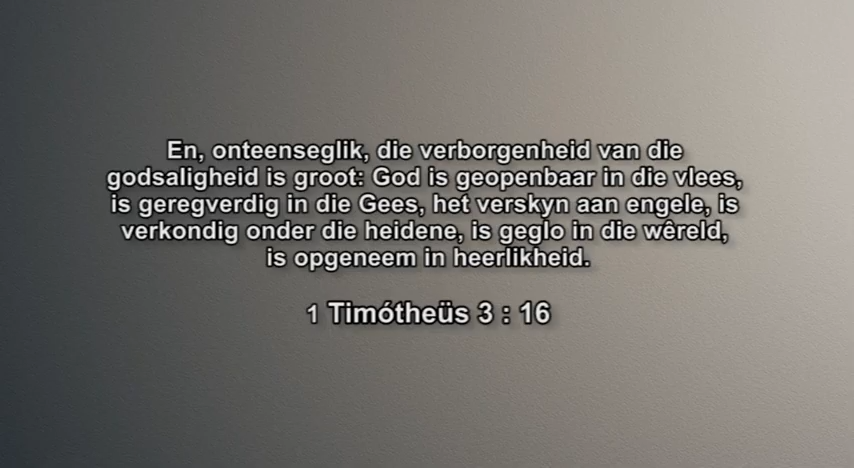 En, onteenseglik, die verborgenheid van die
godsaligheid is groot: God is geopenbaar in die vlees,
is geregverdig in die Gees, het verskyn aan engele, is
verkondig onder die heidene, is geglo in die wêreld,
is opgeneem in heerlikheid.
1 Timótheüs 3 : 16